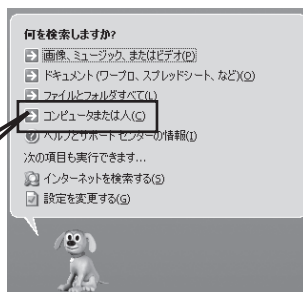 何を検索しますか?
画像、ミュージック、またはビデオ(P)
ドキュメント(ワープロ、スプレッドシート、など)(O)
ファイルとフォルダすべて(L)
コンピュータまたは人(C)
ヘルプとサポート センターの情報(I)
次の項目も実行できます...
インターネットを検索する(S)
設定を変更する(G)